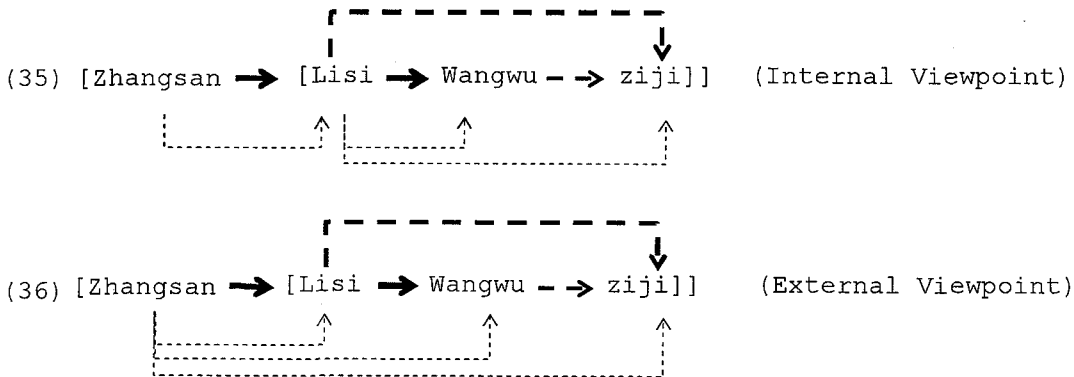 (35) [Zhangsan → [Lisi → Wangwu --> ziji]] (Internal Viewpoint)
(36) [Zhangsan → [Lisi → Wangwu --> ziji]] (External Viewpoint)